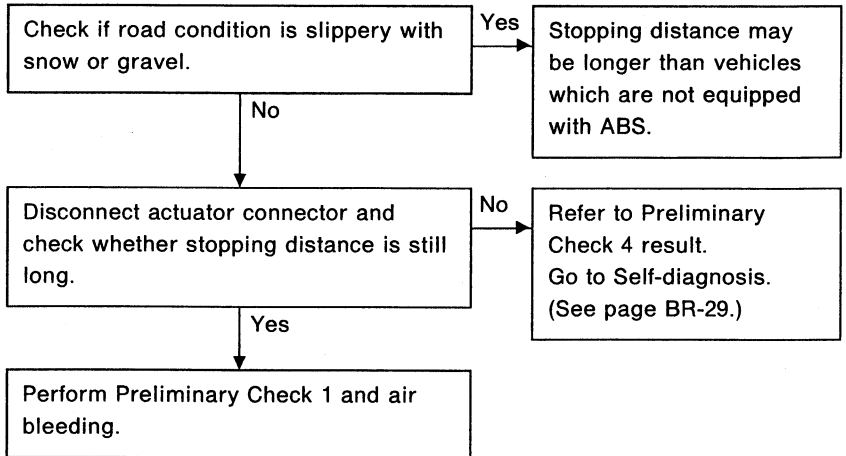 Check if road condition is slippery with
snow or gravel.
Yes
Stopping distance may
be longer than vehicles
which are not equipped
with ABS.
No
Disconnect actuator connector and
check whether stopping distance is still
long.
No
Refer to Preliminary
Check 4 result.
Go to Self-diagnosis.
(See page BR-29.)
Yes
Perform Preliminary Check 1 and air
bleeding.